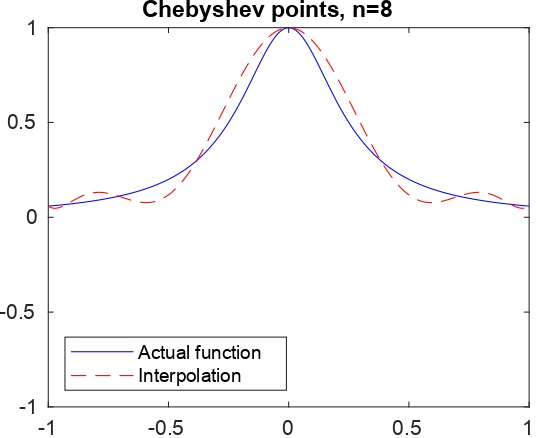 Chebyshev points, n=8
1
0.5
0
-0.5
-1
Actual function
Interpolation
-1 -0.5 0 0.5 1